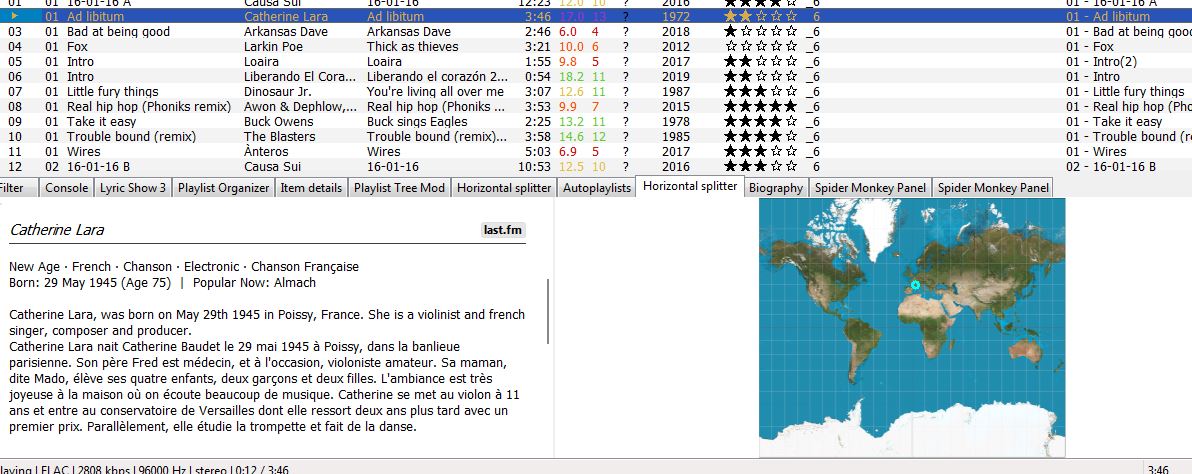 01 01 16-01-16 A Causa Sui 16-01-16 12:23 12.0 10 ? 2016 ★★★☆☆ _6 01 - 16-01-16 A
01 Ad libitum Catherine Lara Ad libitum 3:46 17.0 13 ? 1972 ★★☆☆☆ _6 01 - Ad libitum
03 01 Bad at being good Arkansas Dave Arkansas Dave 2:46 6.0 4 ? 2018 ★☆☆☆☆ _6 01 - Bad at being good
04 01 Fox Larkin Poe Thick as thieves 3:21 10.0 6 ? 2012 ☆☆☆☆☆ _6 01 - Fox
05 01 Intro Loaira Loaira 1:55 9.8 5 ? 2017 ★★☆☆☆ _6 01 - Intro(2)
06 01 Intro Liberando El Cora... Liberando el corazón 2... 0:54 18.2 11 ? 2019 ★★☆☆☆ _6 01 - Intro
07 01 Little fury things Dinosaur Jr. You're living all over me 3:07 12.6 11 ? 1987 ★★★☆☆ _6 01 - Little fury things
08 01 Real hip hop (Phoniks remix) Awon & Dephlow,... Real hip hop (Phoniks ... 3:53 9.9 7 ? 2015 ★★★★★ _6 01 - Real hip hop (Pho
09 01 Take it easy Buck Owens Buck sings Eagles 2:25 13.2 11 ? 1978 ★★★★☆ _6 01 - Take it easy
10 01 Trouble bound (remix) The Blasters Trouble bound (remix)... 3:58 14.6 12 ? 1985 ★★★★☆ _6 01 - Trouble bound (r
11 01 Wires Ànteros Wires 5:03 6.9 5 ? 2017 ★★★☆☆ _6 01 - Wires
12 02 16-01-16 B Causa Sui 16-01-16 10:53 12.5 10 ? 2016 ★★★☆☆ _6 02 - 16-01-16 B
Filter Console Lyric Show 3 Playlist Organizer Item details Playlist Tree Mod Horizontal splitter Autoplaylists Horizontal splitter Biography Spider Monkey Panel Spider Monkey Panel
Catherine Lara last.fm
New Age · French · Chanson · Electronic · Chanson Française
Born: 29 May 1945 (Age 75) | Popular Now: Almach
Catherine Lara, was born on May 29th 1945 in Poissy, France. She is a violinist and french
singer, composer and producer.
Catherine Lara nait Catherine Baudet le 29 mai 1945 à Poissy, dans la banlieue
parisienne. Son père Fred est médecin, et à l'occasion, violoniste amateur. Sa maman,
dite Mado, élève ses quatre enfants, deux garçons et deux filles. L'ambiance est très
joyeuse à la maison où on écoute beaucoup de musique. Catherine se met au violon à 11
ans et entre au conservatoire de Versailles dont elle ressort deux ans plus tard avec un
premier prix. Parallèlement, elle étudie la trompette et fait de la danse.
laying | FLAC | 2808 kbps | 96000 Hz | stereo | 0:12 / 3:46 3:46